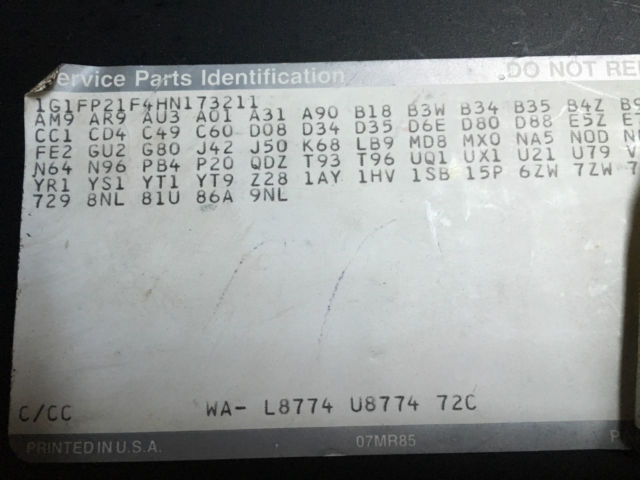 Service Parts Identification DO NOT RE
1G1FP21F4HN173211
AM9 AR9 AU3 A01 A31 A90 B18 B3W B34 B35 B4Z
CC1 CD4 C49 C60 D08 D34 D35 D6E D80 D88 E5Z
FE2 GU2 G80 J42 J50 K68 LB9 MD8 MX0 NA5 NOD
N64 N96 PB4 P20 QDZ T93 T96 UQ1 UX1 U21 U79 V
YR1 YS1 YT1 YT9 Z28 1AY 1HV 1SB 15P 6ZW 7ZW 7
729 8NL 81U 86A 9NL
C/CC WA- L8774 U8774 72C
PRINTED IN U.S.A. 07MR85 P